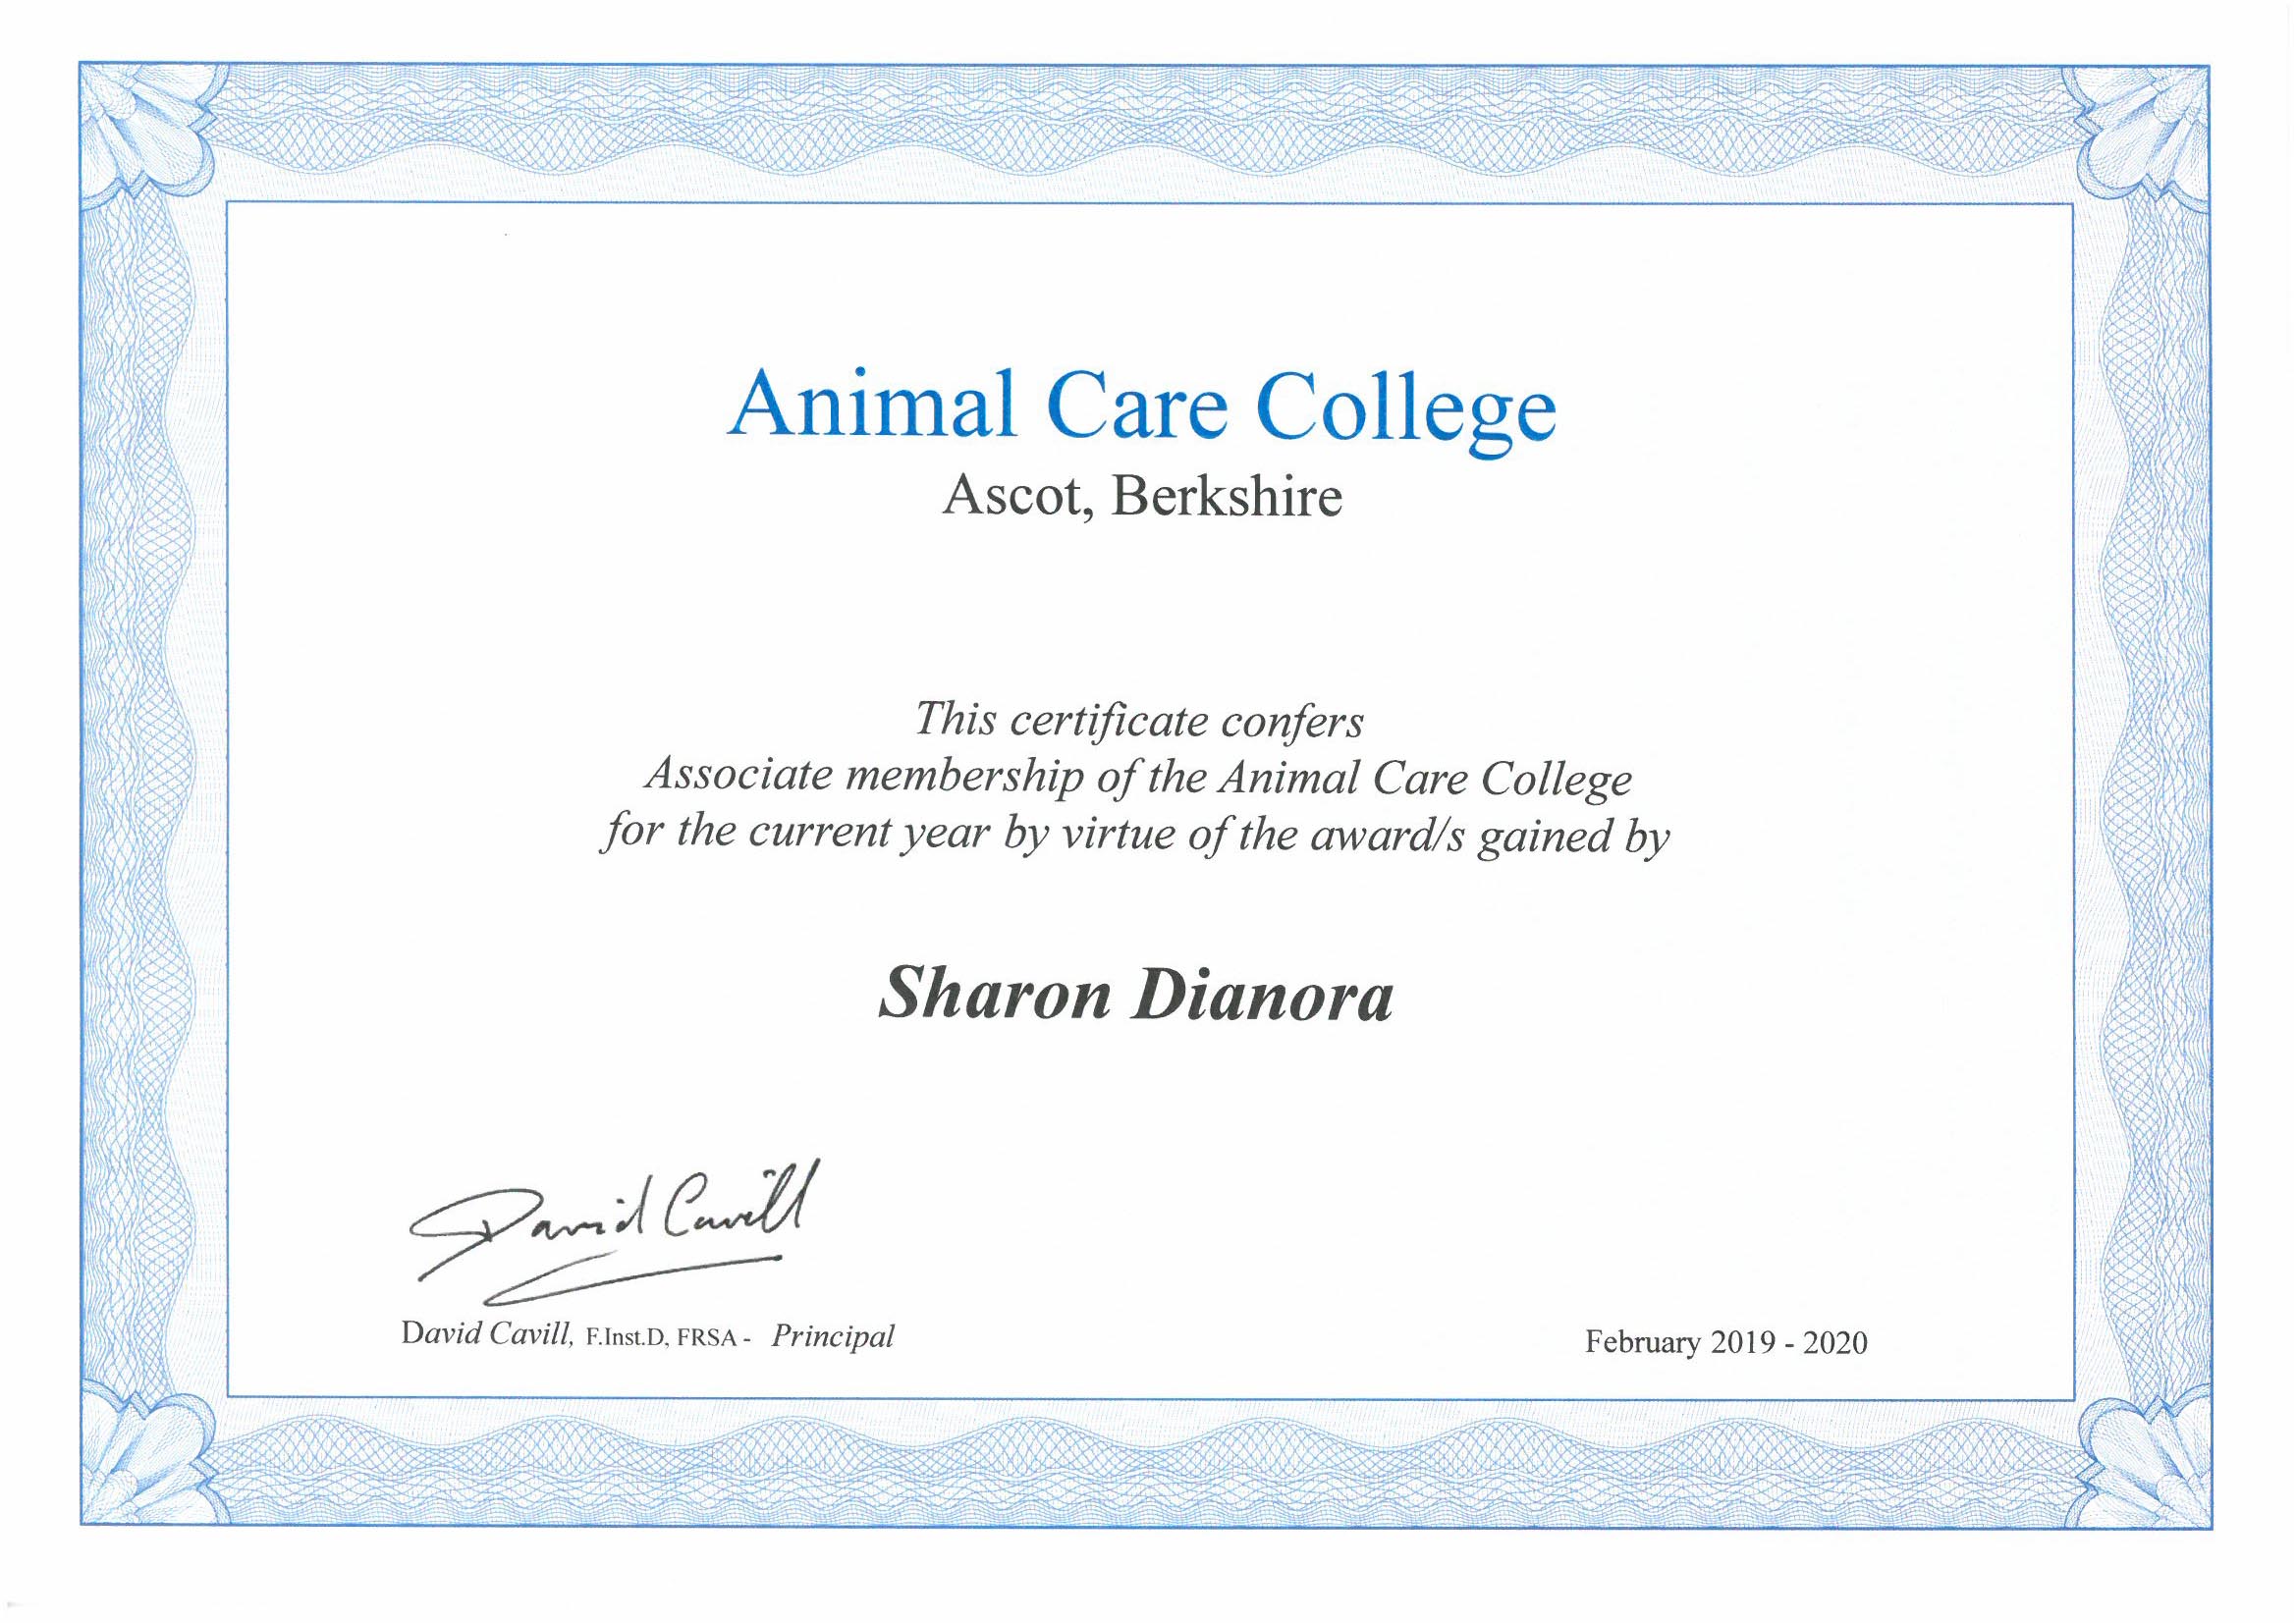 Animal Care College
Ascot, Berkshire
This certificate confers
Associate membership of the Animal Care College
for the current year by virtue of the award/s gained by
Sharon Dianora
David Cavill
David Cavill, F.Inst.D, FRSA - Principal
February 2019 - 2020